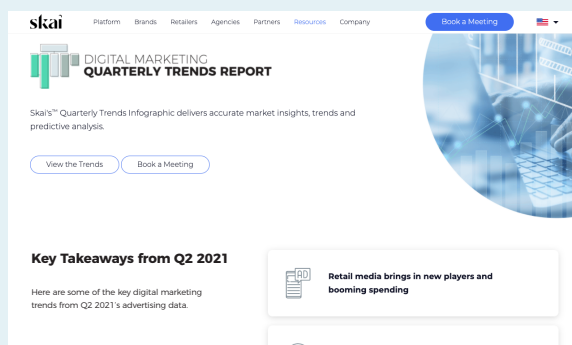 skai
Platform Brands Retailers Agencies Partners Resources Company
Book a Meeting
DIGITAL MARKETING
QUARTERLY TRENDS REPORT
Skai's™ Quarterly Trends Infographic delivers accurate market insights, trends and
predictive analysis.
View the Trends
Book a Meeting
Key Takeaways from Q2 2021
Here are some of the key digital marketing
trends from Q2 2021's advertising data.
AD
Retail media brings in new players and
booming spending